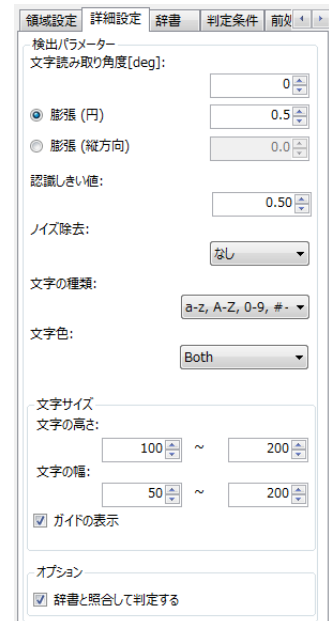 領域設定 詳細設定 辞書 判定条件 前処
検出パラメーター
文字読み取り角度[deg]:
0
膨張 (円) 0.5
膨張 (縦方向) 0.0
認識しきい値:
0.50
ノイズ除去:
なし
文字の種類:
a-z, A-Z, 0-9, #-
文字色:
Both
文字サイズ
文字の高さ:
100 ~ 200
文字の幅:
50 ~ 200
ガイドの表示
オプション
辞書と照合して判定する